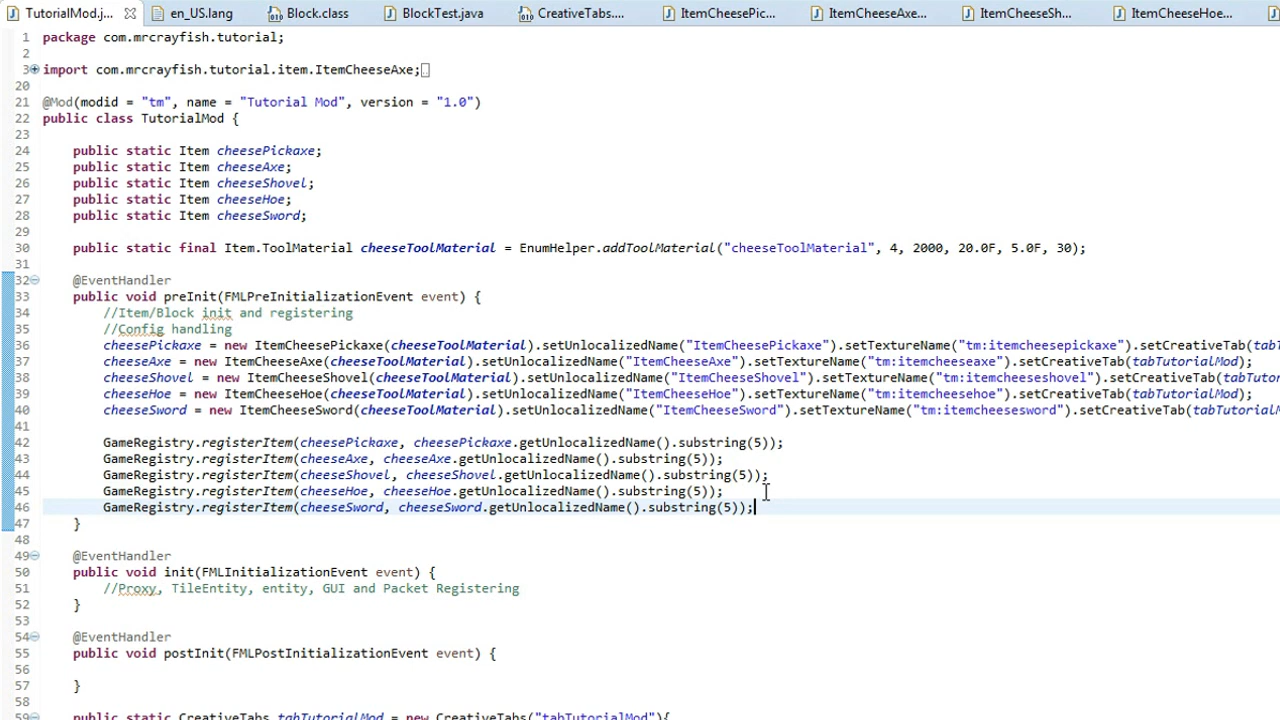 TutorialMod.j... en_US.lang Block.class BlockTest.java CreativeTabs.... ItemCheesePic... ItemCheeseAxe... ItemCheeseSh... ItemCheeseHoe...
1 package com.mrcrayfish.tutorial;
2
3 import com.mrcrayfish.tutorial.item.ItemCheeseAxe;
20
21 @Mod(modid = "tm", name = "Tutorial Mod", version = "1.0")
22 public class TutorialMod {
23
24 public static Item cheesePickaxe;
25 public static Item cheeseAxe;
26 public static Item cheeseShovel;
27 public static Item cheeseHoe;
28 public static Item cheeseSword;
29
30 public static final Item.ToolMaterial cheeseToolMaterial = EnumHelper.addToolMaterial("cheeseToolMaterial", 4, 2000, 20.0F, 5.0F, 30);
31
32 @EventHandler
33 public void preInit(FMLPreInitializationEvent event) {
34 //Item/Block init and registering
35 //Config handling
36 cheesePickaxe = new ItemCheesePickaxe(cheeseToolMaterial).setUnlocalizedName("ItemCheesePickaxe").setTextureName("tm:itemcheesepickaxe").setCreativeTab(tabT
37 cheeseAxe = new ItemCheeseAxe(cheeseToolMaterial).setUnlocalizedName("ItemCheeseAxe").setTextureName("tm:itemcheeseaxe").setCreativeTab(tabTutorialMod);
38 cheeseShovel = new ItemCheeseShovel(cheeseToolMaterial).setUnlocalizedName("ItemCheeseShovel").setTextureName("tm:itemcheeseshovel").setCreativeTab(tabTutor
39 cheeseHoe = new ItemCheeseHoe(cheeseToolMaterial).setUnlocalizedName("ItemCheeseHoe").setTextureName("tm:itemcheesehoe").setCreativeTab(tabTutorialMod);
40 cheeseSword = new ItemCheeseSword(cheeseToolMaterial).setUnlocalizedName("ItemCheeseSword").setTextureName("tm:itemcheesesword").setCreativeTab(tabTutorialM
41
42 GameRegistry.registerItem(cheesePickaxe, cheesePickaxe.getUnlocalizedName().substring(5));
43 GameRegistry.registerItem(cheeseAxe, cheeseAxe.getUnlocalizedName().substring(5));
44 GameRegistry.registerItem(cheeseShovel, cheeseShovel.getUnlocalizedName().substring(5));
45 GameRegistry.registerItem(cheeseHoe, cheeseHoe.getUnlocalizedName().substring(5));
46 GameRegistry.registerItem(cheeseSword, cheeseSword.getUnlocalizedName().substring(5));
47 }
48
49 @EventHandler
50 public void init(FMLInitializationEvent event) {
51 //Proxy, TileEntity, entity, GUI and Packet Registering
52 }
53
54 @EventHandler
55 public void postInit(FMLPostInitializationEvent event) {
56
57 }
58
59 public static CreativeTabs tabTutorialMod = new CreativeTabs("tabTutorialMod"){